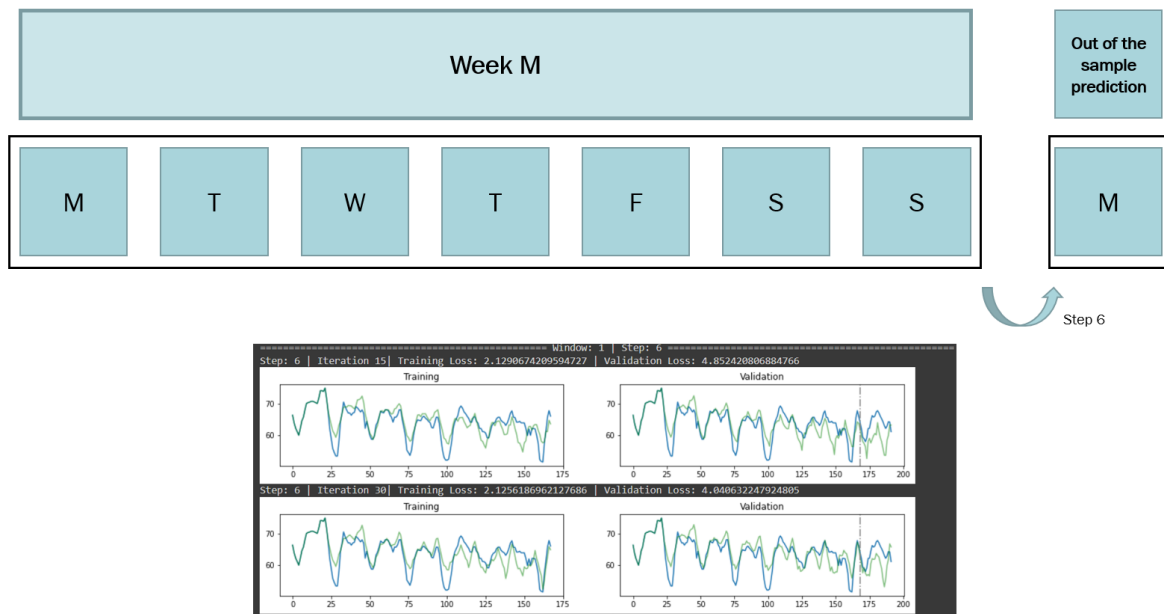 Week M
Out of the
sample
prediction
M T W T F S S M
Step 6
Window: 1 | Step: 6
Step: 6 | Iteration 15| Training Loss: 2.1290674209594727 | Validation Loss: 4.852420806884766
Training Validation
70 70
60 60
0 25 50 75 100 125 150 175 0 25 50 75 100 125 150 175 200
Step: 6 | Iteration 30| Training Loss: 2.1256186962127686 | Validation Loss: 4.040632247924805
Training Validation
70 70
60 60
0 25 50 75 100 125 150 175 0 25 50 75 100 125 150 175 200